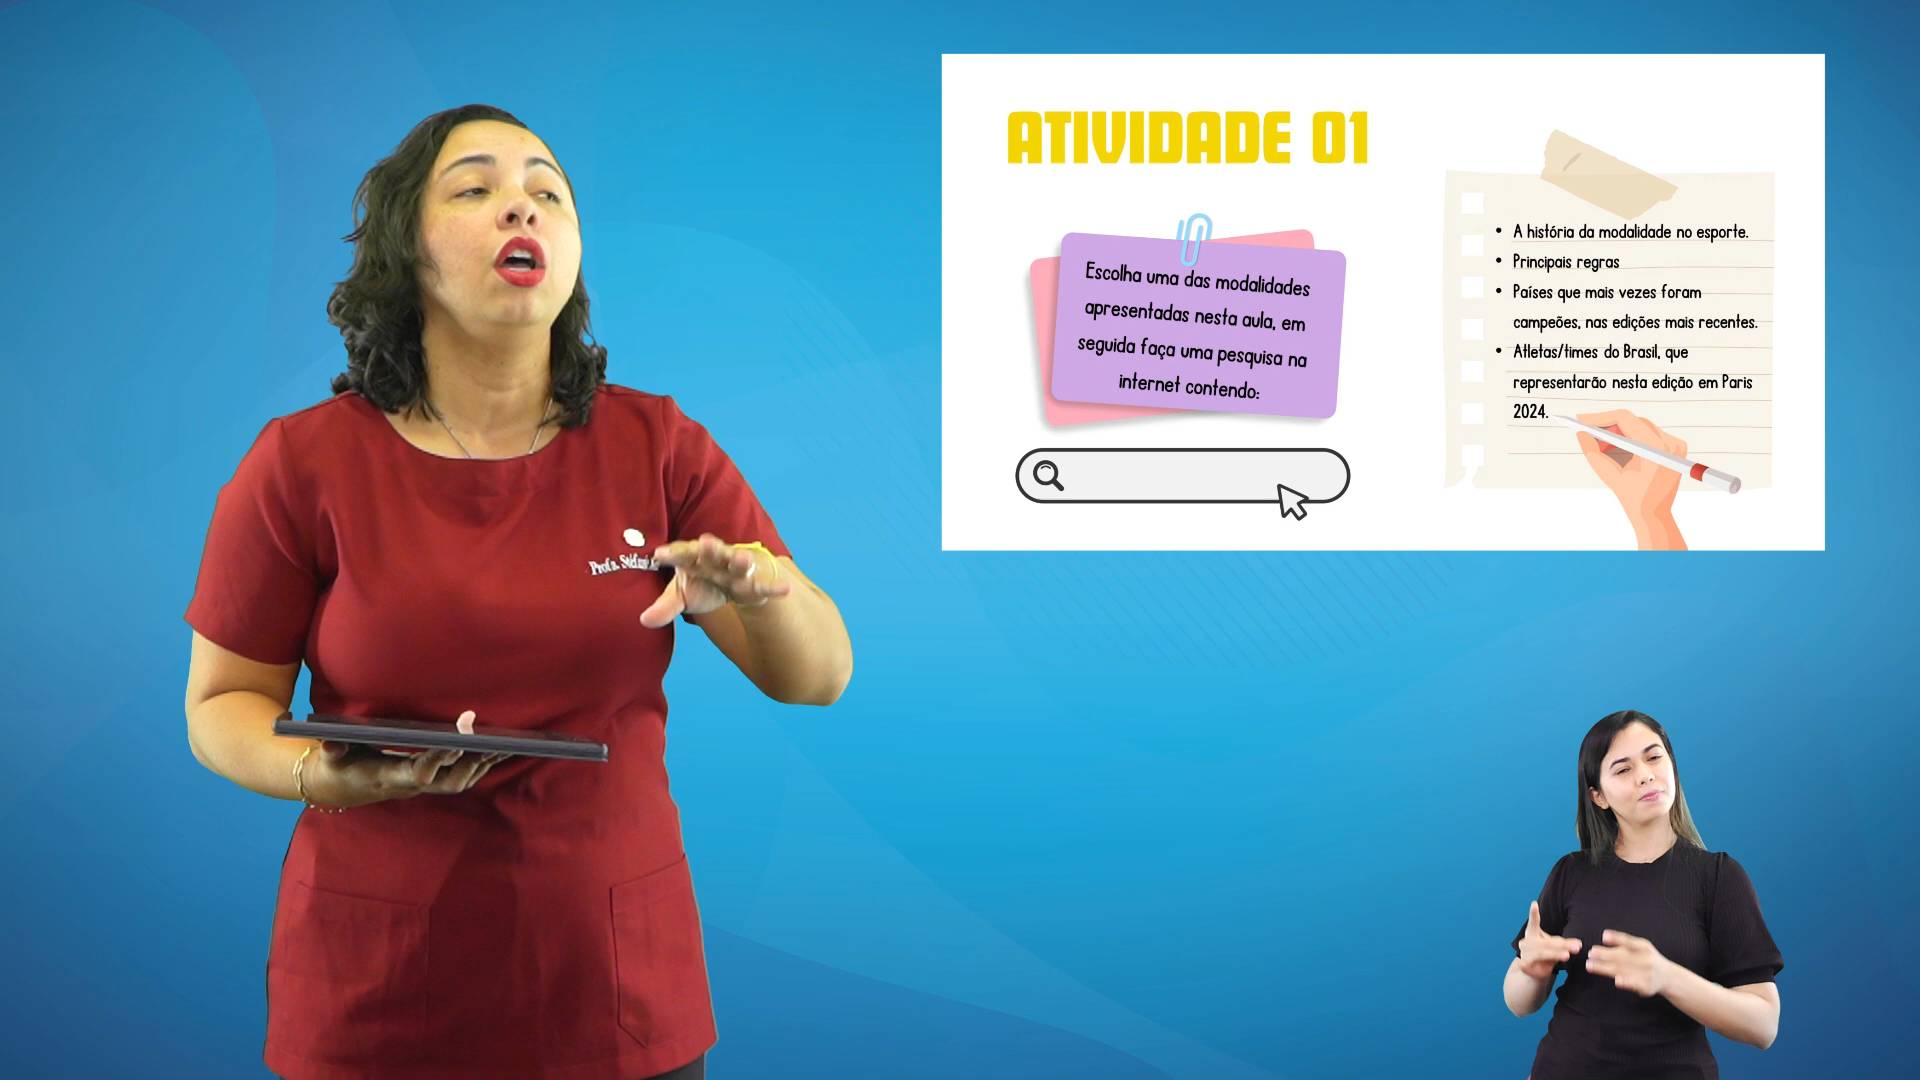 ATIVIDADE 01
Escolha uma das modalidades
apresentadas nesta aula, em
seguida faça uma pesquisa na
internet contendo:
• A história da modalidade no esporte.
• Principais regras
• Países que mais vezes foram
campeões, nas edições mais recentes.
• Atletas/times do Brasil, que
representarão nesta edição em Paris
2024.
Profa.